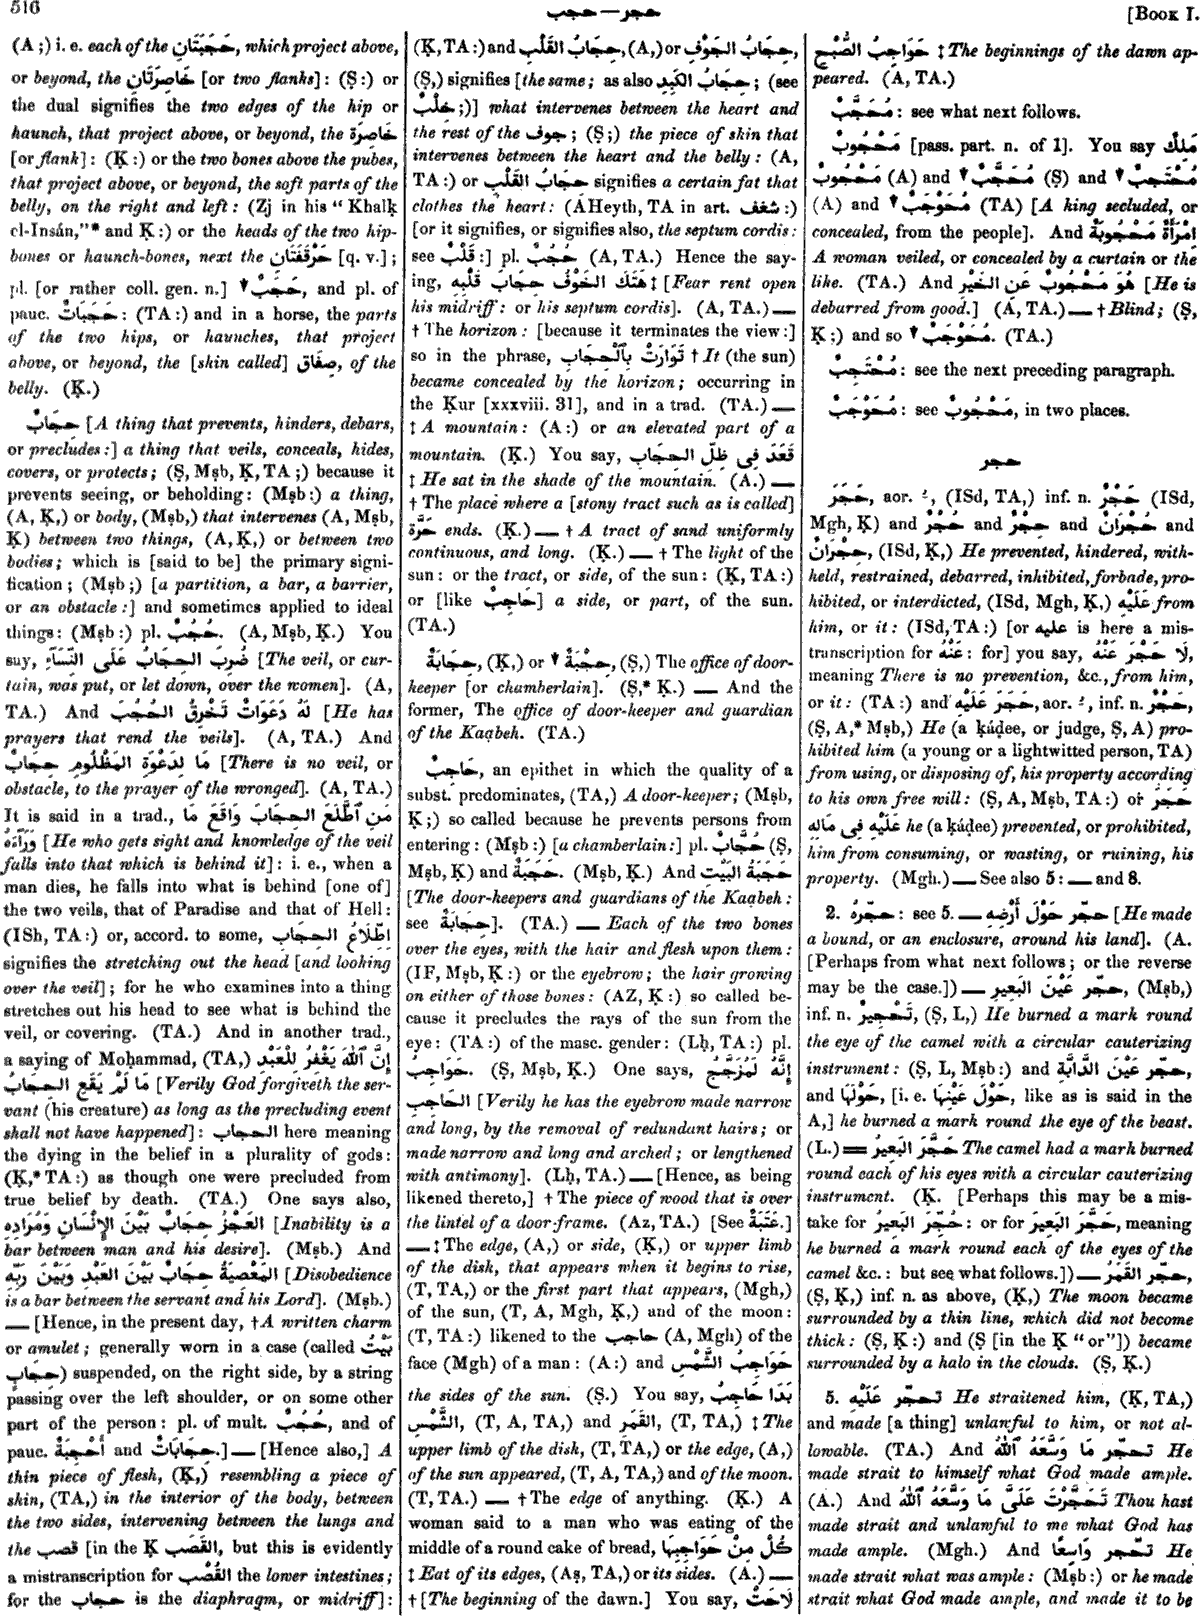 516
حجب—حجر
[BOOK I.
(A ;) i. e. each of the حَجَبَتَانِ, which project above,
or beyond, the خَاصِرَتَانِ [or two flanks]: (Ṣ:) or
the dual signifies the two edges of the hip or
haunch, that project above, or beyond, the خَاصِرَة
[or flank]: (Ḳ:) or the two bones above the pubes,
that project above, or beyond, the soft parts of the
belly, on the right and left: (Zj in his “Khalḳ
el-Insán,”* and Ḳ:) or the heads of the two hip-
bones or haunch-bones, next the حَرْقَفَتَانِ [q. v.];
pl. [or rather coll. gen. n.] ▼حَجَبٌ, and pl. of
pauc. حَجَبَاتٌ: (TA:) and in a horse, the parts
of the two hips, or haunches, that project
above, or beyond, the [skin called] صِفَاق, of the
belly. (Ḳ.)
حِجَابٌ [A thing that prevents, hinders, debars,
or precludes:] a thing that veils, conceals, hides,
covers, or protects; (Ṣ, Mṣb, Ḳ, TA;) because it
prevents seeing, or beholding: (Mṣb:) a thing,
(A, Ḳ,) or body, (Mṣb,) that intervenes (A, Mṣb,
Ḳ) between two things, (A, Ḳ,) or between two
bodies; which is [said to be] the primary signi-
fication; (Mṣb;) [a partition, a bar, a barrier,
or an obstacle:] and sometimes applied to ideal
things: (Mṣb:) pl. حُجُبٌ. (A, Mṣb, Ḳ.) You
say, ضُرِبَ الحِجَابُ عَلَى النِّسَآءِ [The veil, or cur-
tain, was put, or let down, over the women]. (A,
TA.) And لَهُ دَعَوَاتٌ تَخْرِقُ الحُجُبَ [He has
prayers that rend the veils]. (A, TA.) And
مَا لِدَعْوَةِ المَظْلُومِ حِجَابٌ [There is no veil, or
obstacle, to the prayer of the wronged]. (A, TA.)
It is said in a trad., مَنِ ٱطَّلَعَ الحِجَابَ وَاقَعَ مَا
وَرَآءَهُ [He who gets sight and knowledge of the veil
falls into that which is behind it]: i. e., when a
man dies, he falls into what is behind [one of]
the two veils, that of Paradise and that of Hell:
(ISh, TA:) or, accord. to some, اِطِّلَاعُ الحِجَابِ
signifies the stretching out the head [and looking
over the veil]; for he who examines into a thing
stretches out his head to see what is behind the
veil, or covering. (TA.) And in another trad.,
a saying of Moḥammad, (TA,) إِنَّ ٱللّٰهَ يَغْفِرُ لِلْعَبْدِ
مَا لَمْ يَقَعِ الحِجَابُ [Verily God forgiveth the ser-
vant (his creature) as long as the precluding event
shall not have happened]: الحجاب here meaning
the dying in the belief in a plurality of gods:
(Ḳ,* TA:) as though one were precluded from
true belief by death. (TA.) One says also,
العَجْزُ حِجَابٌ بَيْنَ الإِنْسَانِ وَمُرَادِهِ [Inability is a
bar between man and his desire]. (Mṣb.) And
المَعْصِيَةُ حِجَابٌ بَيْنَ العَبْدِ وَبَيْنَ رَبِّهِ [Disobedience
is a bar between the servant and his Lord]. (Mṣb.)
— [Hence, in the present day, †A written charm
or amulet; generally worn in a case (called بَيْتُ
حِجَابٍ) suspended, on the right side, by a string
passing over the left shoulder, or on some other
part of the person: pl. of mult. حُجُبٌ, and of
pauc. أَحْجِبَةٌ and حِجَابَاتٌ.] — [Hence also,] A
thin piece of flesh, (Ḳ,) resembling a piece of
skin, (TA,) in the interior of the body, between
the two sides, intervening between the lungs and
the قصب [in the Ḳ القَصَب, but this is evidently
a mistranscription for القُصْب the lower intestines;
for the حجاب is the diaphragm, or midriff]:
(Ḳ, TA:) and حِجَابُ القَلْبِ, (A,) or حِجَابُ الجَوْفِ,
(Ṣ,) signifies [the same; as also حِجَابُ الكَبِدِ; (see
خِلْبٌ;)] what intervenes between the heart and
the rest of the جوف; (Ṣ;) the piece of skin that
intervenes between the heart and the belly: (A,
TA:) or حِجَابُ القَلْبِ signifies a certain fat that
clothes the heart: (AHeyth, TA in art. شغف:)
[or it signifies, or signifies also, the septum cordis:
see قَلْبٌ:] pl. حُجُبٌ. (A, TA.) Hence the say-
ing, هَتَكَ الخَوْفُ حِجَابَ قَلْبِهِ ‡ [Fear rent open
his midriff: or his septum cordis]. (A, TA.) —
† The horizon: [because it terminates the view:]
so in the phrase, تَوَارَتْ بِٱلْحِجَابِ † It (the sun)
became concealed by the horizon; occurring in
the Ḳur [xxxviii. 31], and in a trad. (TA.) —
‡ A mountain: (A:) or an elevated part of a
mountain. (Ḳ.) You say, قَعَدَ فِى ظِلِّ الحِجَابِ
‡ He sat in the shade of the mountain. (A.) —
† The place where a [stony tract such as is called]
حَرَّة ends. (Ḳ.) — † A tract of sand uniformly
continuous, and long. (Ḳ.) — † The light of the
sun: or the tract, or side, of the sun: (Ḳ, TA:)
or [like حَاجِبٌ] a side, or part, of the sun.
(TA.)
حِجَابَةٌ, (Ḳ,) or ▼ حِجْبَةٌ, (Ṣ,) The office of door-
keeper [or chamberlain]. (Ṣ,* Ḳ.) — And the
former, The office of door-keeper and guardian
of the Kaạbeh. (TA.)
حَاجِبٌ, an epithet in which the quality of a
subst. predominates, (TA,) A door-keeper; (Mṣb,
Ḳ;) so called because he prevents persons from
entering: (Mṣb:) [a chamberlain:] pl. حُجَّابٌ (Ṣ,
Mṣb, Ḳ) and حَجَبَةٌ. (Mṣb, Ḳ.) And حَجَبَةُ البَيْتِ
[The door-keepers and guardians of the Kaạbeh:
see حِجَابَةٌ]. (TA.) — Each of the two bones
over the eyes, with the hair and flesh upon them:
(IF, Mṣb, Ḳ:) or the eyebrow; the hair growing
on either of those bones: (AZ, Ḳ:) so called be-
cause it precludes the rays of the sun from the
eye: (TA:) of the masc. gender: (Lḥ, TA:) pl.
حَوَاجِبُ. (Ṣ, Mṣb, Ḳ.) One says, إِنَّهُ لَمُزَجَّجُ
الحَاجِبِ [Verily he has the eyebrow made narrow
and long, by the removal of redundant hairs; or
made narrow and long and arched; or lengthened
with antimony]. (Lḥ, TA.) — [Hence, as being
likened thereto,] † The piece of wood that is over
the lintel of a door-frame. (Az, TA.) [See عَتَبَةٌ.]
— ‡ The edge, (A,) or side, (Ḳ,) or upper limb
of the disk, that appears when it begins to rise,
(T, TA,) or the first part that appears, (Mgh,)
of the sun, (T, A, Mgh, Ḳ,) and of the moon:
(T, TA:) likened to the حاجب (A, Mgh) of the
face (Mgh) of a man: (A:) and حَوَاجِبُ الشَّمْسِ
the sides of the sun. (Ṣ.) You say, بَدَا حَاجِبُ
الشَّمْسِ, (T, A, TA,) and القَمَرِ, (T, TA,) ‡ The
upper limb of the disk, (T, TA,) or the edge, (A,)
of the sun appeared, (T, A, TA,) and of the moon.
(T, TA.) — † The edge of anything. (Ḳ.) A
woman said to a man who was eating of the
middle of a round cake of bread, كُلْ مِنْ حَوَاجِبِهَا
‡ Eat of its edges, (Aṣ, TA,) or its sides. (A.) —
† [The beginning of the dawn.] You say, لَاحَتْ
حَوَاجِبُ الصُّبْحِ ‡ The beginnings of the dawn ap-
peared. (A, TA.)
مُحَجَّبٌ: see what next follows.
مَحْجُوبٌ [pass. part. n. of 1]. You say مَلِكٌ
مَحْجُوبٌ (A) and ▼ مُحَجَّبٌ (Ṣ) and ▼ مُحْتَجِبٌ
(A) and ▼ مُحَوْجَبٌ (TA) [A king secluded, or
concealed, from the people]. And اِمْرَأَةٌ مَحْجُوبَةٌ
A woman veiled, or concealed by a curtain or the
like. (TA.) And هُوَ مَحْجُوبٌ عَنِ الخَيْرِ [He is
debarred from good.] (A, TA.) — † Blind; (Ṣ,
Ḳ;) and so ▼ مُحَوْجَبٌ. (TA.)
مُحْتَجِبٌ: see the next preceding paragraph.
مُحَوْجَبٌ: see مَحْجُوبٌ, in two places.
حجر
حَجَرَ, aor. ـُ, (ISd, TA,) inf. n. حَجْرٌ (ISd,
Mgh, Ḳ) and حُجْرٌ and حِجْرٌ and حُجْرَانٌ and
حِجْرَانٌ, (ISd, Ḳ,) He prevented, hindered, with-
held, restrained, debarred, inhibited, forbade, pro-
hibited, or interdicted, (ISd, Mgh, Ḳ,) عَلَيْهِ from
him, or it: (ISd, TA:) [or عليه is here a mis-
transcription for عَنْهُ: for] you say, لَا حَجْرَ عَنْهُ,
meaning There is no prevention, &c., from him,
or it: (TA:) and حَجَرَ عَلَيْهِ, aor. ـُ, inf. n. حَجْرٌ,
(Ṣ, A,* Mṣb,) He (a ḳáḍee, or judge, Ṣ, A) pro-
hibited him (a young or a lightwitted person, TA)
from using, or disposing of, his property according
to his own free will: (Ṣ, A, Mṣb, TA:) or حَجَرَ
عَلَيْهِ فِى مَالِهِ he (a ḳáḍee) prevented, or prohibited,
him from consuming, or wasting, or ruining, his
property. (Mgh.) — See also 5: — and 8.
2. حجّرهُ: see 5. — حجّر حَوْلَ أَرْضِهِ [He made
a bound, or an enclosure, around his land]. (A.
[Perhaps from what next follows; or the reverse
may be the case.]) — حجّر عَيْنَ البَعِيرِ, (Mṣb,)
inf. n. تَحْجِيرٌ, (Ṣ, L,) He burned a mark round
the eye of the camel with a circular cauterizing
instrument: (Ṣ, L, Mṣb:) and حجّر عَيْنَ الدَّابَّةِ,
and حَوْلَهَا, [i. e. حَوْلَ عَيْنِهَا, like as is said in the
A,] he burned a mark round the eye of the beast.
(L.) ＝ حَجَّرَ البَعِيرُ The camel had a mark burned
round each of his eyes with a circular cauterizing
instrument. (Ḳ. [Perhaps this may be a mis-
take for حُجِّرَ البَعِيرُ: or for حَجَّرَ البَعِيرَ, meaning
he burned a mark round each of the eyes of the
camel &c.: but see what follows.]) — حجّر القَمَرُ,
(Ṣ, Ḳ,) inf. n. as above, (Ḳ,) The moon became
surrounded by a thin line, which did not become
thick: (Ṣ, Ḳ:) and (Ṣ [in the Ḳ “or”]) became
surrounded by a halo in the clouds. (Ṣ, Ḳ.)
5. تحجّر عَلَيْهِ He straitened him, (Ḳ, TA,)
and made [a thing] unlawful to him, or not al-
lowable. (TA.) And تحجّر مَا وَسَّعَهُ ٱللّٰهُ He
made strait to himself what God made ample.
(A.) And تَحَجَّرْتَ عَلَىَّ مَا وَسَّعَهُ ٱللّٰهُ Thou hast
made strait and unlawful to me what God has
made ample. (Mgh.) And تحجّر وَاسِعًا He
made strait what was ample: (Mṣb:) or he made
strait what God made ample, and made it to be